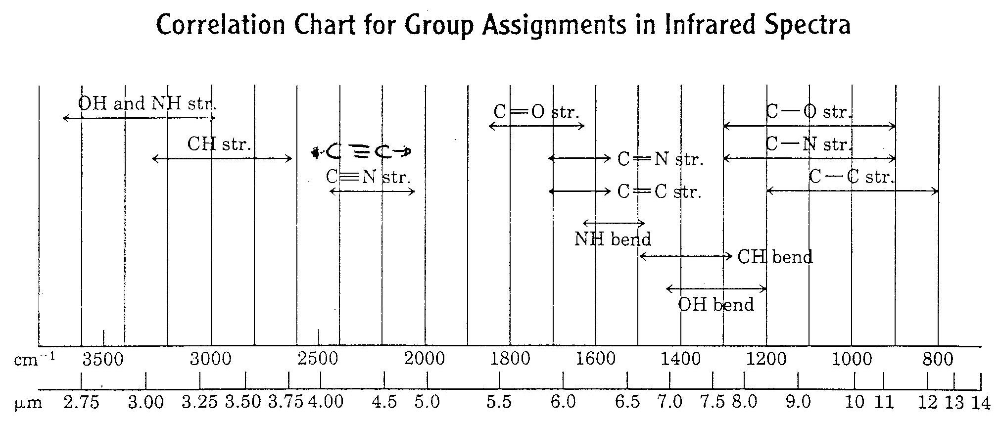 Correlation Chart for Group Assignments in Infrared Spectra
OH and NH str.
C=O str.
C—O str.
CH str.
C≡C
C—N str.
C=N str.
C≡N str.
C—C str.
C=C str.
NH bend
CH bend
OH bend
cm⁻¹ 3500 3000 2500 2000 1800 1600 1400 1200 1000 800
μm 2.75 3.00 3.25 3.50 3.75 4.00 4.5 5.0 5.5 6.0 6.5 7.0 7.5 8.0 9.0 10 11 12 13 14